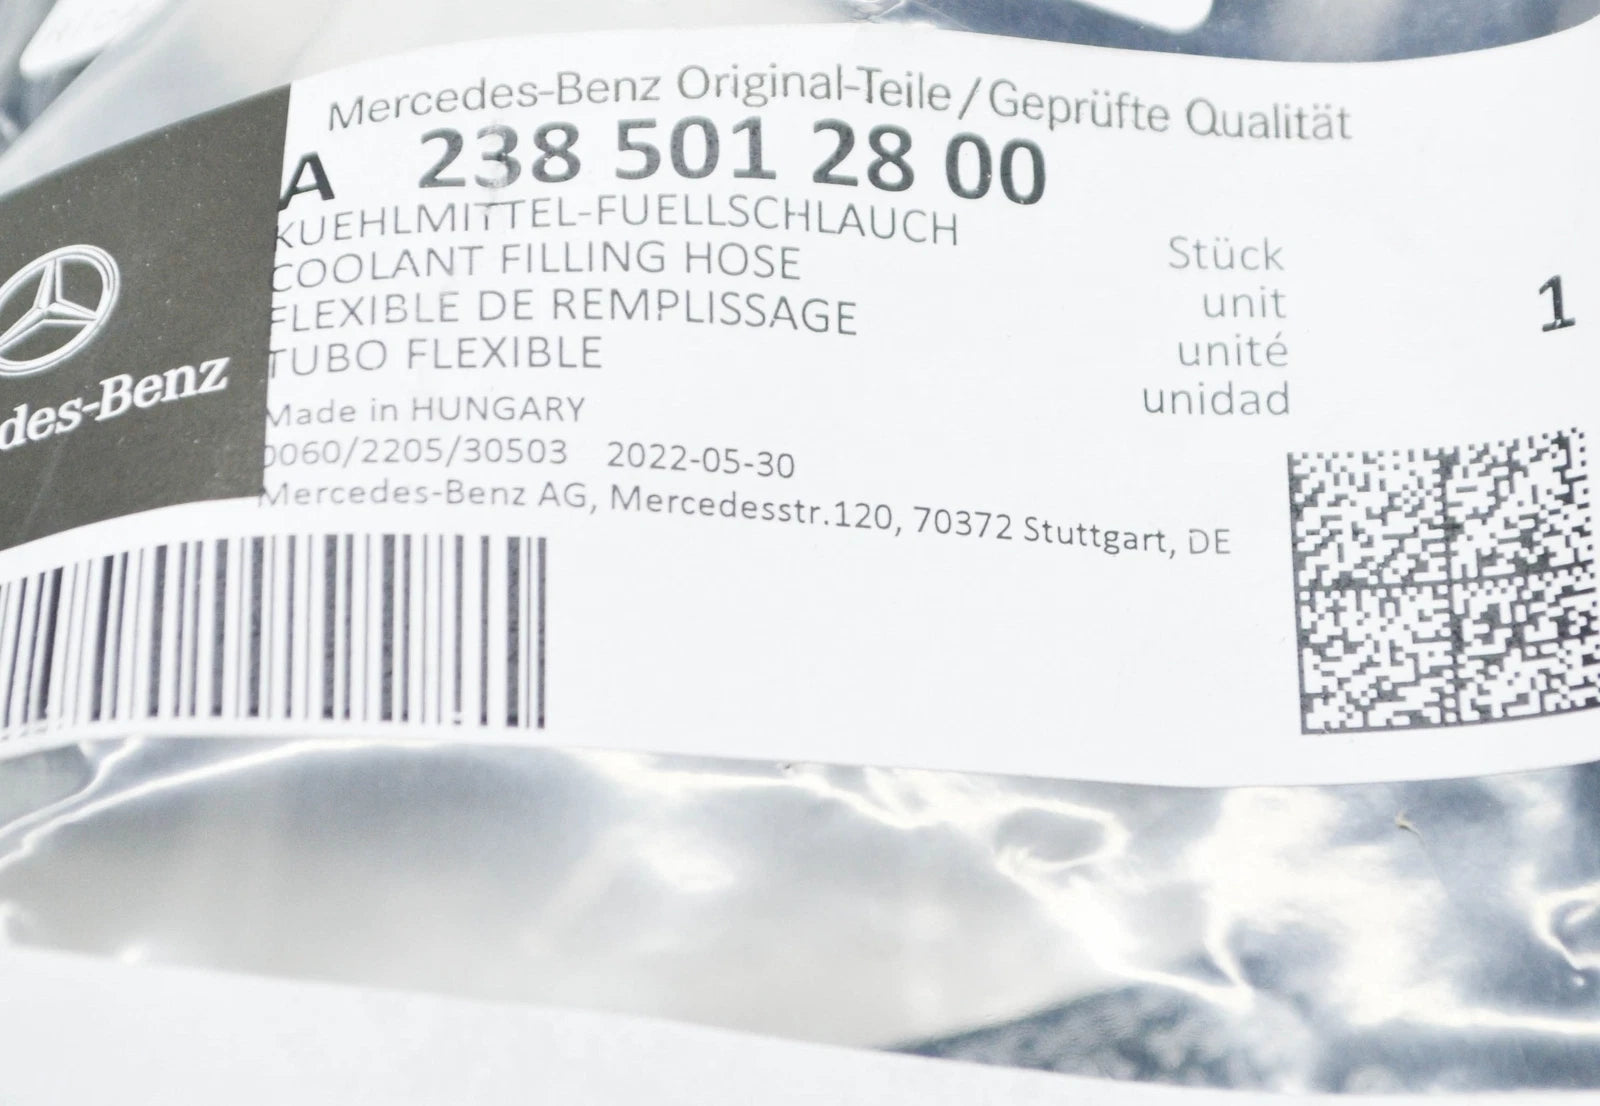 Mercedes-Benz Original-Teile/Geprüfte Qualität
A 238 501 28 00
KUEHLMITTEL-FUELLSCHLAUCH
COOLANT FILLING HOSE
FLEXIBLE DE REMPLISSAGE
TUBO FLEXIBLE
Stück
unit
unité
unidad
1
des-Benz
Made in HUNGARY
0060/2205/30503 2022-05-30
Mercedes-Benz AG, Mercedesstr.120, 70372 Stuttgart, DE